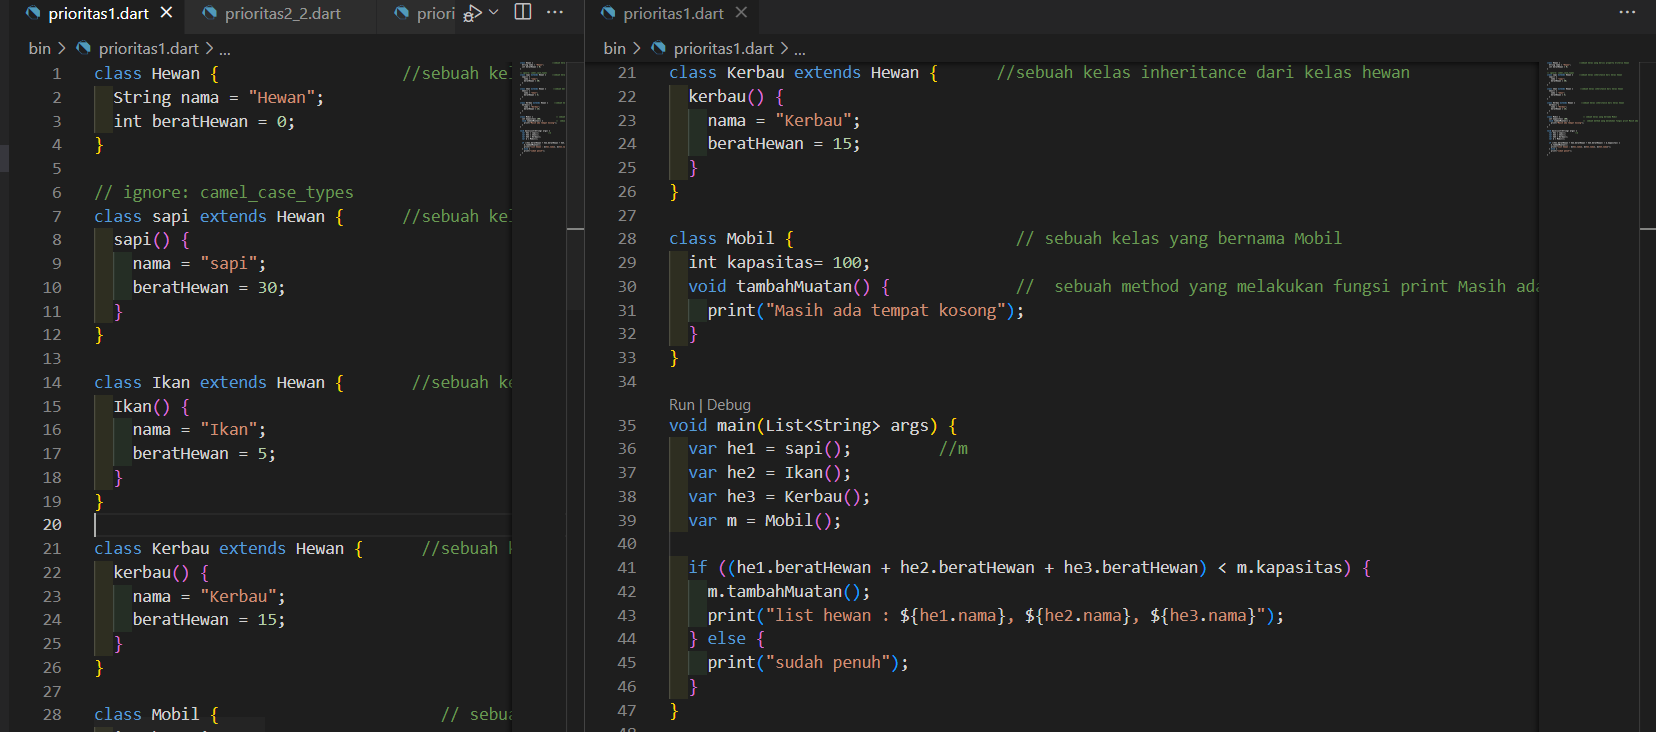 prioritas1.dart
prioritas2_2.dart
priori
bin > prioritas1.dart > ...
1 class Hewan { //sebuah kel
2 String nama = "Hewan";
3 int beratHewan = 0;
4 }
5
6 // ignore: camel_case_types
7 class sapi extends Hewan { //sebuah kel
8 sapi() {
9 nama = "sapi";
10 beratHewan = 30;
11 }
12 }
13
14 class Ikan extends Hewan { //sebuah ke
15 Ikan() {
16 nama = "Ikan";
17 beratHewan = 5;
18 }
19 }
20
21 class Kerbau extends Hewan { //sebuah
22 kerbau() {
23 nama = "Kerbau";
24 beratHewan = 15;
25 }
26 }
27
28 class Mobil { // sebu
prioritas1.dart
bin > prioritas1.dart > ...
21 class Kerbau extends Hewan { //sebuah kelas inheritance dari kelas hewan
22 kerbau() {
23 nama = "Kerbau";
24 beratHewan = 15;
25 }
26 }
27
28 class Mobil { // sebuah kelas yang bernama Mobil
29 int kapasitas= 100;
30 void tambahMuatan() { // sebuah method yang melakukan fungsi print Masih ada
31 print("Masih ada tempat kosong");
32 }
33 }
34
Run | Debug
35 void main(List<String> args) {
36 var he1 = sapi(); //m
37 var he2 = Ikan();
38 var he3 = Kerbau();
39 var m = Mobil();
40
41 if ((he1.beratHewan + he2.beratHewan + he3.beratHewan) < m.kapasitas) {
42 m.tambahMuatan();
43 print("list hewan : ${he1.nama}, ${he2.nama}, ${he3.nama}");
44 } else {
45 print("sudah penuh");
46 }
47 }